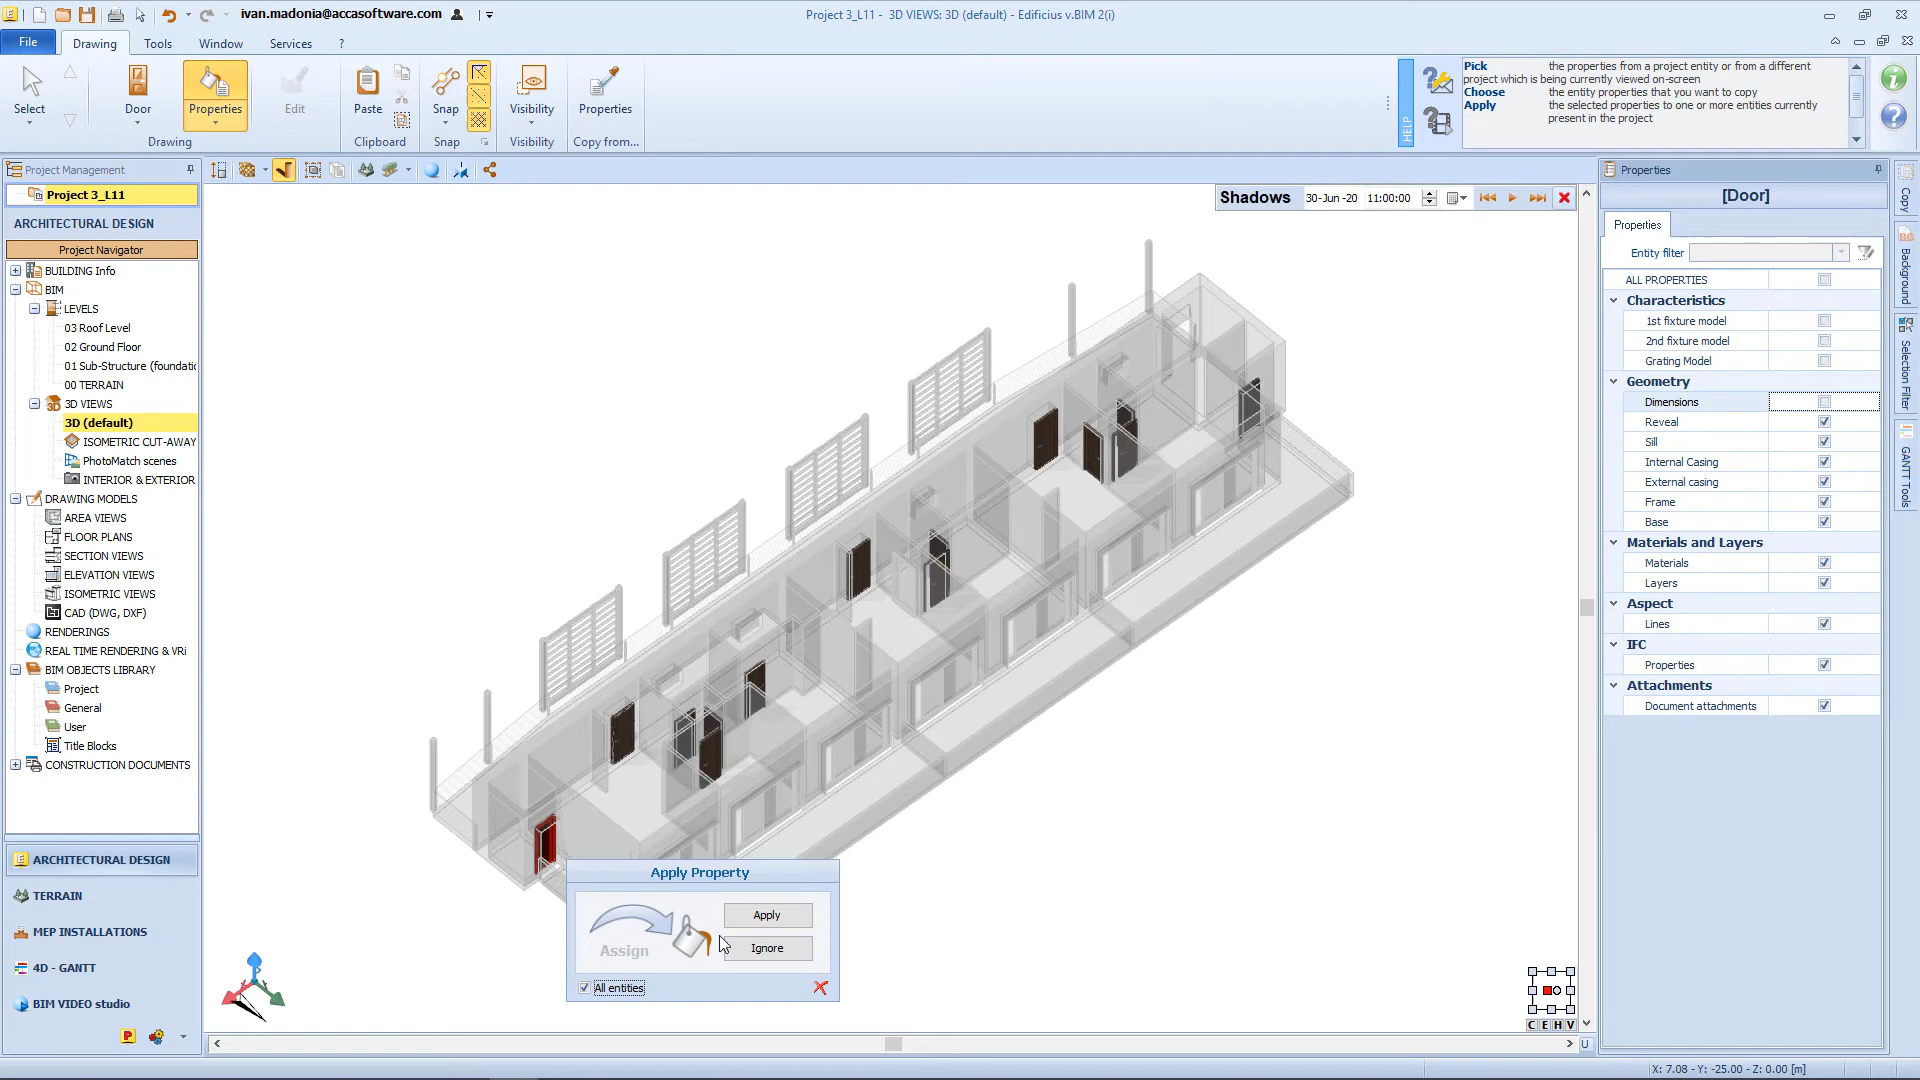 ivan.madonia@accasoftware.com
Project 3_L11 - 3D VIEWS: 3D (default) - Edificius v.BIM 2(i)
File
Drawing
Tools
Window
Services
?
Select
Door
Properties
Edit
Paste
Snap
Visibility
Properties
Drawing
Clipboard
Snap
Visibility
Copy from...
HELP
Pick the properties from a project entity or from a different
project which is being currently viewed on-screen
Choose the entity properties that you want to copy
Apply the selected properties to one or more entities currently
present in the project
Project Management
Project 3_L11
ARCHITECTURAL DESIGN
Project Navigator
BUILDING Info
BIM
LEVELS
03 Roof Level
02 Ground Floor
01 Sub-Structure (foundatic
00 TERRAIN
3D VIEWS
3D (default)
ISOMETRIC CUT-AWAY
PhotoMatch scenes
INTERIOR & EXTERIOR
DRAWING MODELS
AREA VIEWS
FLOOR PLANS
SECTION VIEWS
ELEVATION VIEWS
ISOMETRIC VIEWS
CAD (DWG, DXF)
RENDERINGS
REAL TIME RENDERING & VRi
BIM OBJECTS LIBRARY
Project
General
User
Title Blocks
CONSTRUCTION DOCUMENTS
ARCHITECTURAL DESIGN
TERRAIN
MEP INSTALLATIONS
4D - GANTT
BIM VIDEO studio
P
Shadows 30-Jun -20 11:00:00
Apply Property
Assign
Apply
Ignore
All entities
C E H V
U
Properties
[Door]
Properties
Entity filter
ALL PROPERTIES
Characteristics
1st fixture model
2nd fixture model
Grating Model
Geometry
Dimensions
Reveal
Sill
Internal Casing
External casing
Frame
Base
Materials and Layers
Materials
Layers
Aspect
Lines
IFC
Properties
Attachments
Document attachments
Copy
BG
Background
Selection Filter
GANTT Tools
X: 7.08 - Y: -25.00 - Z: 0.00 [m]